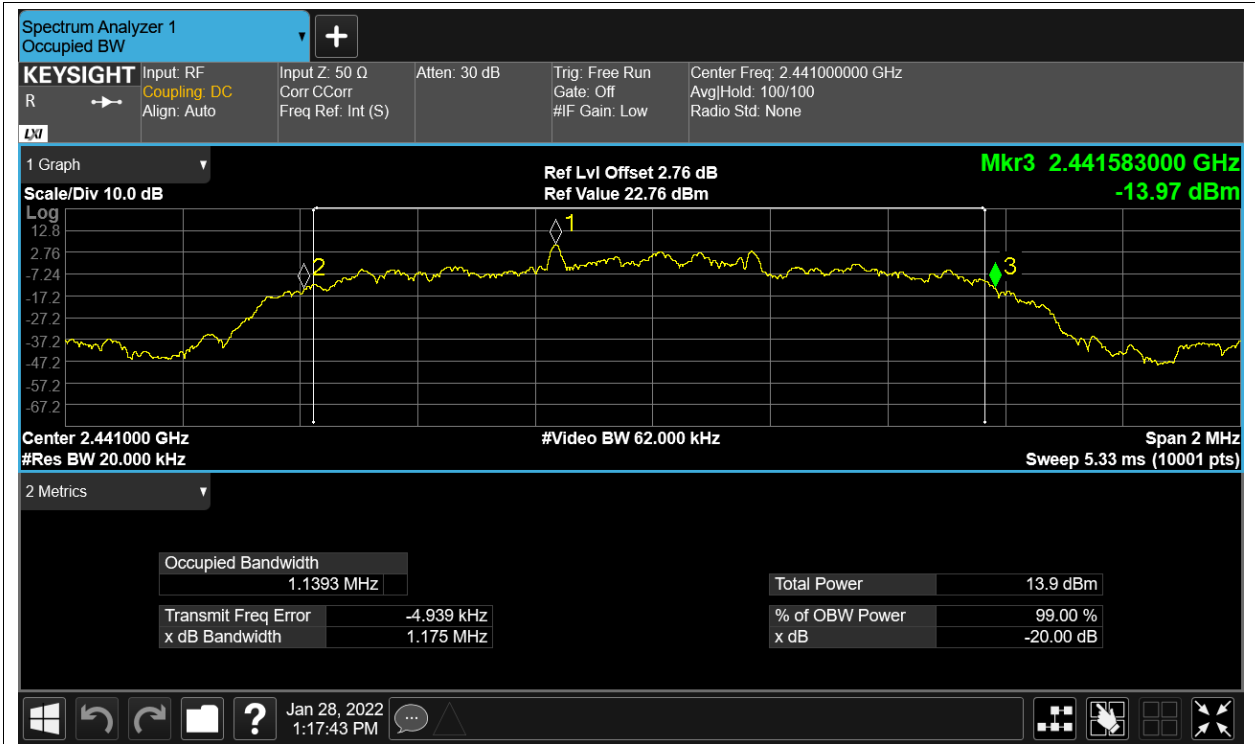 Spectrum Analyzer 1
Occupied BW
KEYSIGHT
R
LXI
Input: RF
Coupling: DC
Align: Auto
Input Z: 50 Ω
Corr CCorr
Freq Ref: Int (S)
Atten: 30 dB
Trig: Free Run
Gate: Off
#IF Gain: Low
Center Freq: 2.441000000 GHz
Avg|Hold: 100/100
Radio Std: None
1 Graph
Scale/Div 10.0 dB
Ref Lvl Offset 2.76 dB
Ref Value 22.76 dBm
Mkr3 2.441583000 GHz
-13.97 dBm
Log
12.8
2.76
-7.24
-17.2
-27.2
-37.2
-47.2
-57.2
-67.2
1
2
3
Center 2.441000 GHz
#Res BW 20.000 kHz
#Video BW 62.000 kHz
Span 2 MHz
Sweep 5.33 ms (10001 pts)
2 Metrics
Occupied Bandwidth
1.1393 MHz
Transmit Freq Error -4.939 kHz
x dB Bandwidth 1.175 MHz
Total Power 13.9 dBm
% of OBW Power 99.00 %
x dB -20.00 dB
?
Jan 28, 2022
1:17:43 PM